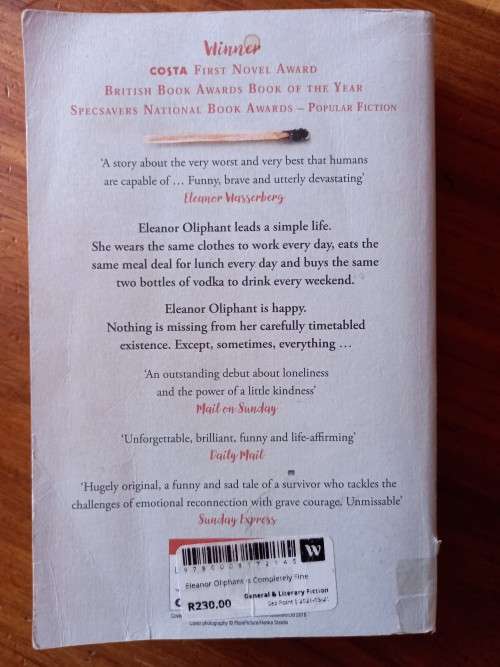 Winner
COSTA FIRST NOVEL AWARD
BRITISH BOOK AWARDS BOOK OF THE YEAR
SPECSAVERS NATIONAL BOOK AWARDS – POPULAR FICTION
‘A story about the very worst and very best that humans
are capable of … Funny, brave and utterly devastating’
Eleanor Wasserberg
Eleanor Oliphant leads a simple life.
She wears the same clothes to work every day, eats the
same meal deal for lunch every day and buys the same
two bottles of vodka to drink every weekend.
Eleanor Oliphant is happy.
Nothing is missing from her carefully timetabled
existence. Except, sometimes, everything …
‘An outstanding debut about loneliness
and the power of a little kindness’
Mail on Sunday
‘Unforgettable, brilliant, funny and life-affirming’
Daily Mail
‘Hugely original, a funny and sad tale of a survivor who tackles the
challenges of emotional reconnection with grave courage. Unmissable’
Sunday Express
W
9780008172145
Eleanor Oliphant is Completely Fine
General & Literary Fiction
R230.00
Sea Point
Cover photography ©